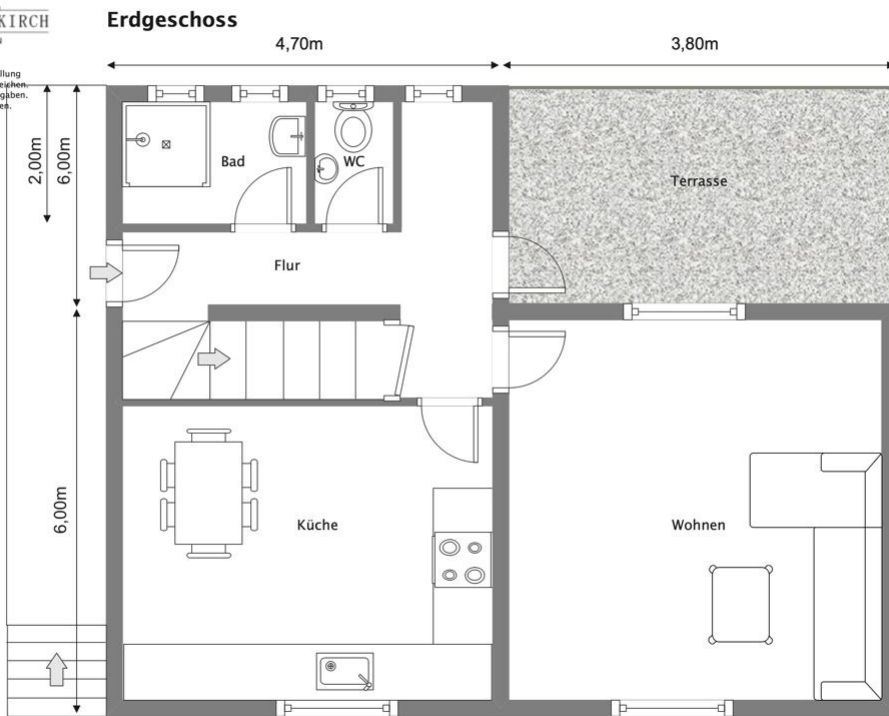 KIRCH
Erdgeschoss
4,70m
3,80m
2,00m
6,00m
Bad
WC
Terrasse
Flur
6,00m
Küche
Wohnen